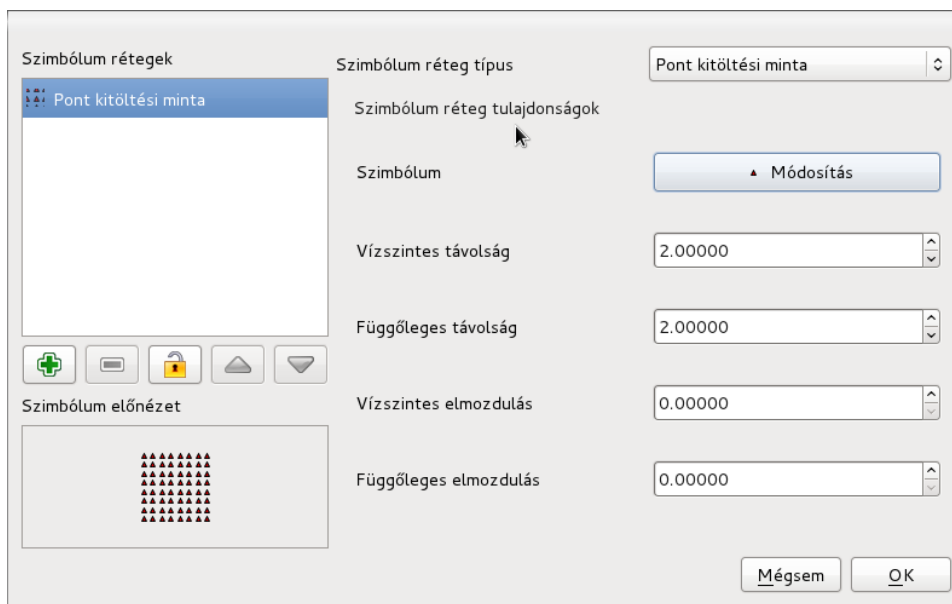 Szimbólum rétegek
Pont kitöltési minta
Szimbólum előnézet
Szimbólum réteg típus
Pont kitöltési minta
Szimbólum réteg tulajdonságok
Szimbólum
Módosítás
Vízszintes távolság
2.00000
Függőleges távolság
2.00000
Vízszintes elmozdulás
0.00000
Függőleges elmozdulás
0.00000
Mégsem
OK